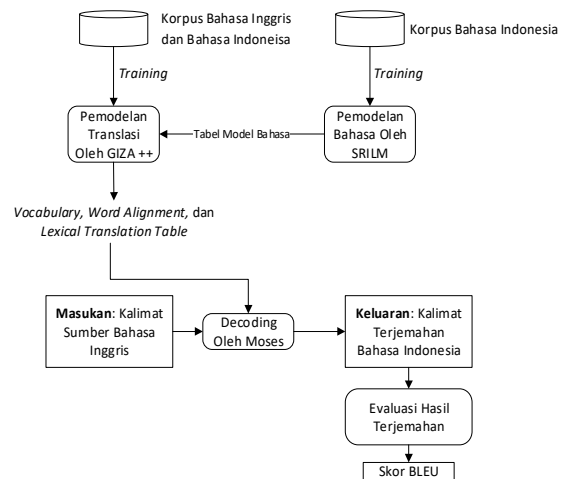 Korpus Bahasa Inggris
dan Bahasa Indoneisa
Korpus Bahasa Indonesia
Training
Training
Pemodelan
Translasi
Oleh GIZA ++
Tabel Model Bahasa
Pemodelan
Bahasa Oleh
SRILM
Vocabulary, Word Alignment, dan
Lexical Translation Table
Masukan: Kalimat
Sumber Bahasa
Inggris
Decoding
Oleh Moses
Keluaran: Kalimat
Terjemahan
Bahasa Indonesia
Evaluasi Hasil
Terjemahan
Skor BLEU